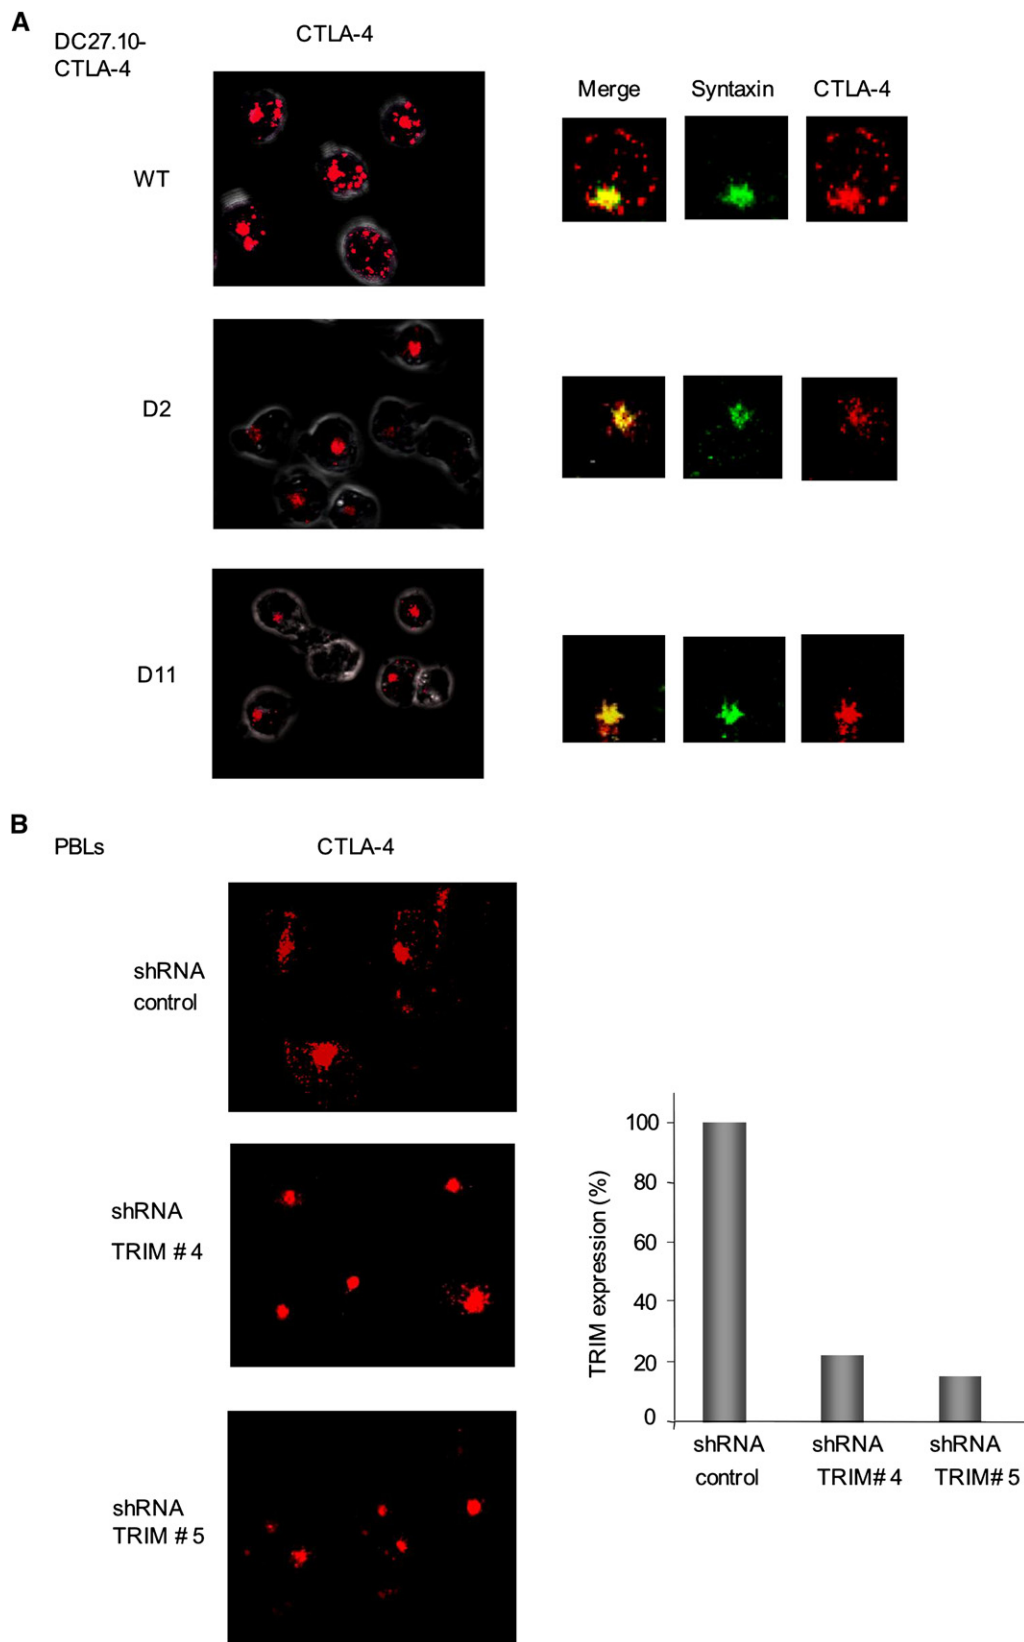 A
DC27.10-
CTLA-4
CTLA-4
Merge
Syntaxin
CTLA-4
WT
D2
D11
B
PBLs
CTLA-4
shRNA
control
shRNA
TRIM # 4
shRNA
TRIM # 5
TRIM expression (%)
100
80
60
40
20
0
shRNA
control
shRNA
TRIM# 4
shRNA
TRIM# 5